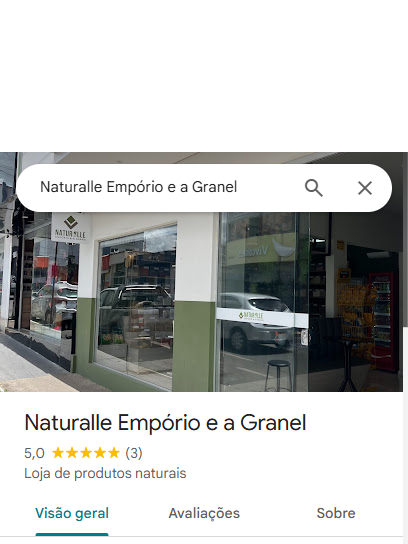 Naturalle Empório e a Granel
NATURALLE
NATURALLE
Naturalle Empório e a Granel
5,0 (3)
Loja de produtos naturais
Visão geral
Avaliações
Sobre